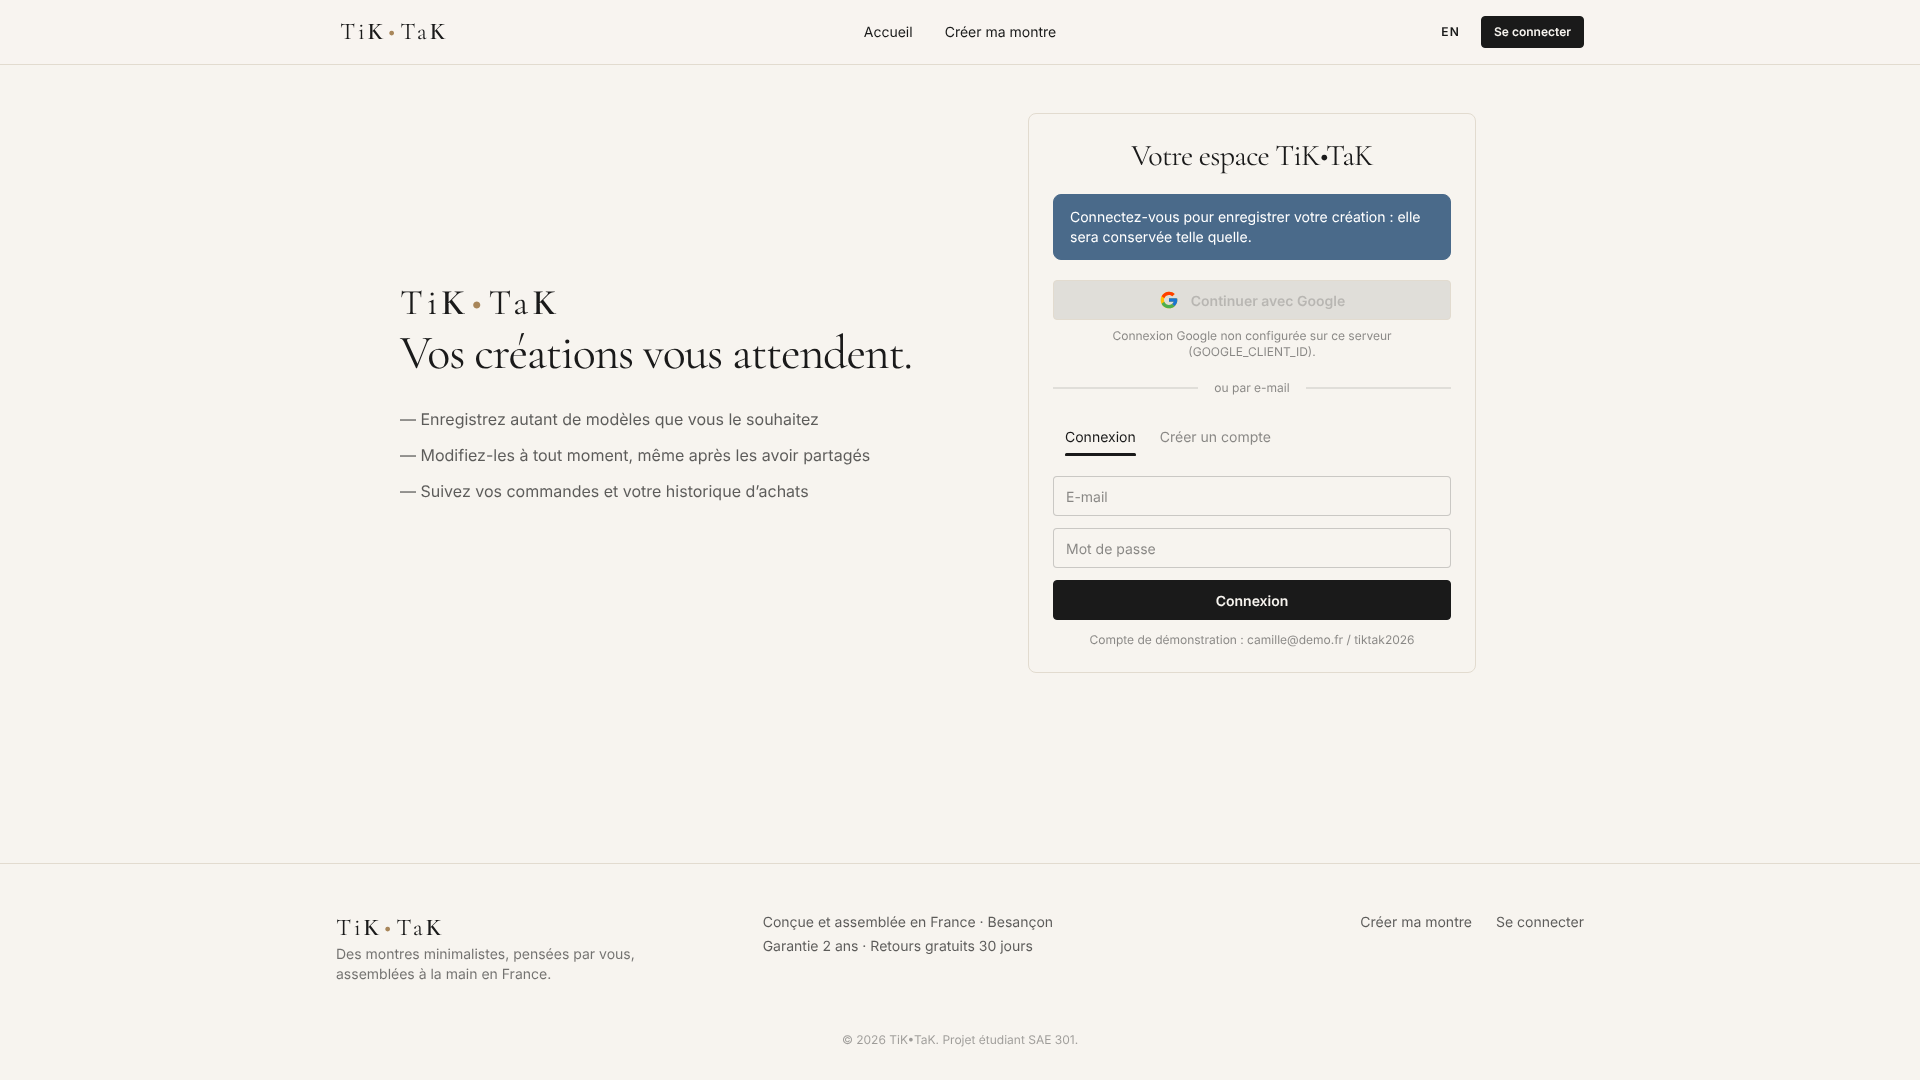 TiK•TaK
Accueil
Créer ma montre
EN
Se connecter
TiK•TaK
Vos créations vous attendent.
— Enregistrez autant de modèles que vous le souhaitez
— Modifiez-les à tout moment, même après les avoir partagés
— Suivez vos commandes et votre historique d’achats
Votre espace TiK•TaK
Connectez-vous pour enregistrer votre création : elle
sera conservée telle quelle.
Continuer avec Google
Connexion Google non configurée sur ce serveur
(GOOGLE_CLIENT_ID).
ou par e-mail
Connexion
Créer un compte
E-mail
Mot de passe
Connexion
Compte de démonstration : camille@demo.fr / tiktak2026
TiK•TaK
Des montres minimalistes, pensées par vous,
assemblées à la main en France.
Conçue et assemblée en France · Besançon
Garantie 2 ans · Retours gratuits 30 jours
Créer ma montre
Se connecter
© 2026 TiK•TaK. Projet étudiant SAE 301.